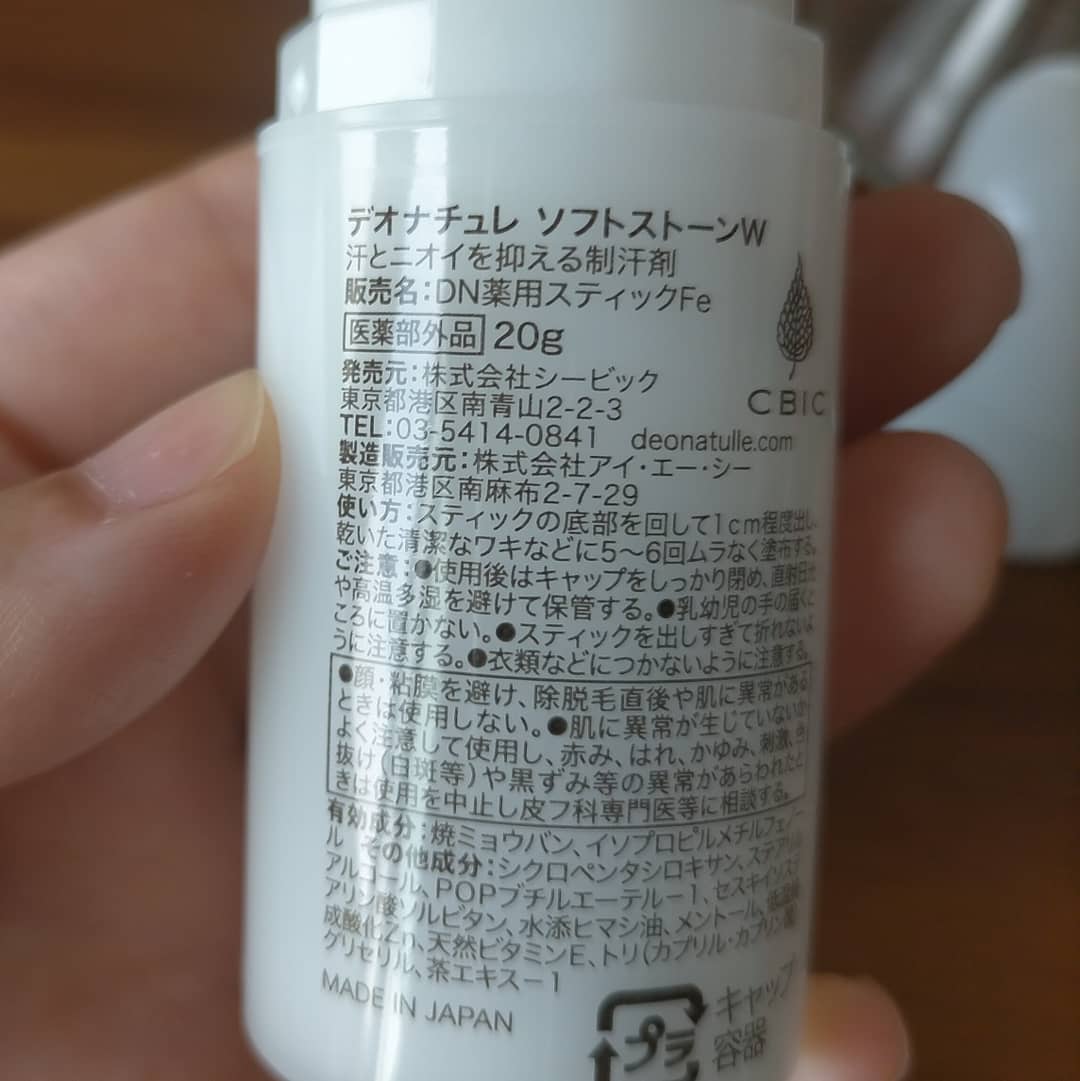 デオナチュレ ソフトストーンW
汗とニオイを抑える制汗剤
販売名:DN薬用スティックFe
医薬部外品 20g
発売元:株式会社シービック
東京都港区南青山2-2-3
CBIC
TEL:03-5414-0841 deonatulle.com
製造販売元:株式会社アイ・エー・シー
東京都港区南麻布2-7-29
使い方:スティックの底部を回して1cm程度出し、
乾いた清潔なワキなどに5〜6回ムラなく塗布する。
ご注意:●使用後はキャップをしっかり閉め、直射日光
や高温多湿を避けて保管する。●乳幼児の手の届くと
ころに置かない。●スティックを出しすぎて折れないよ
うに注意する。●衣類などにつかないように注意する。
●顔・粘膜を避け、除脱毛直後や肌に異常がある
ときは使用しない。●肌に異常が生じていないか
よく注意して使用し、赤み、はれ、かゆみ、刺激、色
抜け(白斑等)や黒ずみ等の異常があらわれたと
きは使用を中止し皮フ科専門医等に相談する。
有効成分:焼ミョウバン、イソプロピルメチルフェノー
ル その他成分:シクロペンタシロキサン、ステアリル
アルコール、POPブチルエーテル-1、セスキイソステ
アリン酸ソルビタン、水添ヒマシ油、メントール、低温焼
成酸化Zn、天然ビタミンE、トリ(カプリル・カプリン酸)
グリセリル、茶エキス-1
MADE IN JAPAN
プラ
キャップ
容器